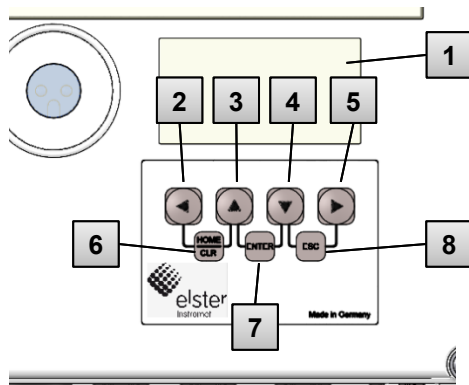 1
2 3 4 5
HOME
CLR
ENTER
ESC
6
8
elster
Instromet
7
Made in Germany